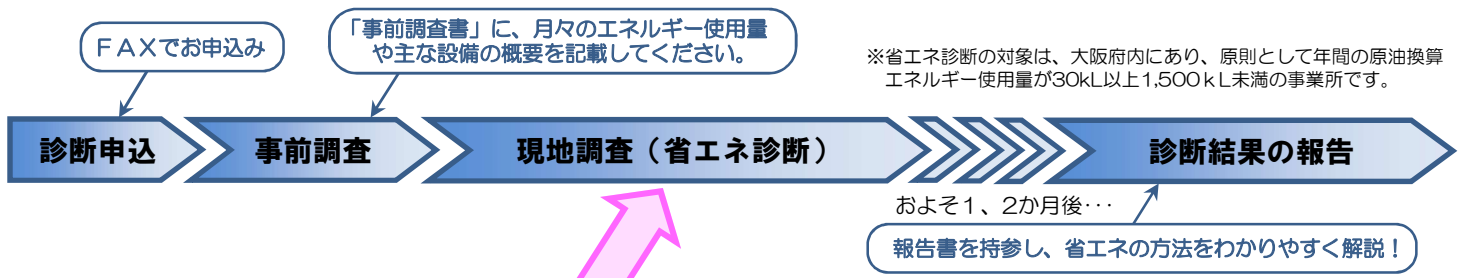 FAXでお申込み
「事前調査書」に、月々のエネルギー使用量
や主な設備の概要を記載してください。
※省エネ診断の対象は、大阪府内にあり、原則として年間の原油換算
エネルギー使用量が30kL以上1,500kL未満の事業所です。
診断申込
事前調査
現地調査（省エネ診断）
診断結果の報告
およそ１、2か月後･･･
報告書を持参し、省エネの方法をわかりやすく解説！